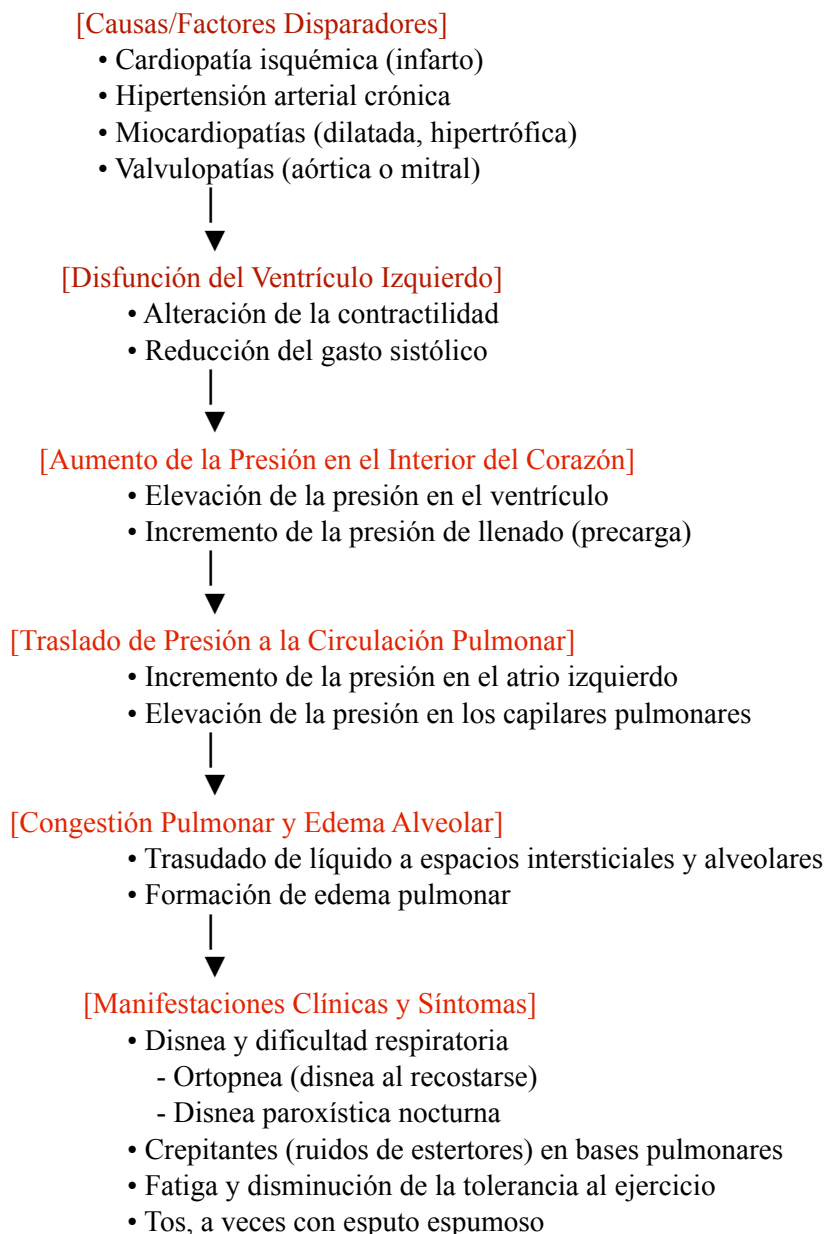 [Causas/Factores Disparadores]
• Cardiopatía isquémica (infarto)
• Hipertensión arterial crónica
• Miocardiopatías (dilatada, hipertrófica)
• Valvulopatías (aórtica o mitral)
[Disfunción del Ventrículo Izquierdo]
• Alteración de la contractilidad
• Reducción del gasto sistólico
[Aumento de la Presión en el Interior del Corazón]
• Elevación de la presión en el ventrículo
• Incremento de la presión de llenado (precarga)
[Traslado de Presión a la Circulación Pulmonar]
• Incremento de la presión en el atrio izquierdo
• Elevación de la presión en los capilares pulmonares
[Congestión Pulmonar y Edema Alveolar]
• Trasudado de líquido a espacios intersticiales y alveolares
• Formación de edema pulmonar
[Manifestaciones Clínicas y Síntomas]
• Disnea y dificultad respiratoria
- Ortopnea (disnea al recostarse)
- Disnea paroxística nocturna
• Crepitantes (ruidos de estertores) en bases pulmonares
• Fatiga y disminución de la tolerancia al ejercicio
• Tos, a veces con esputo espumoso